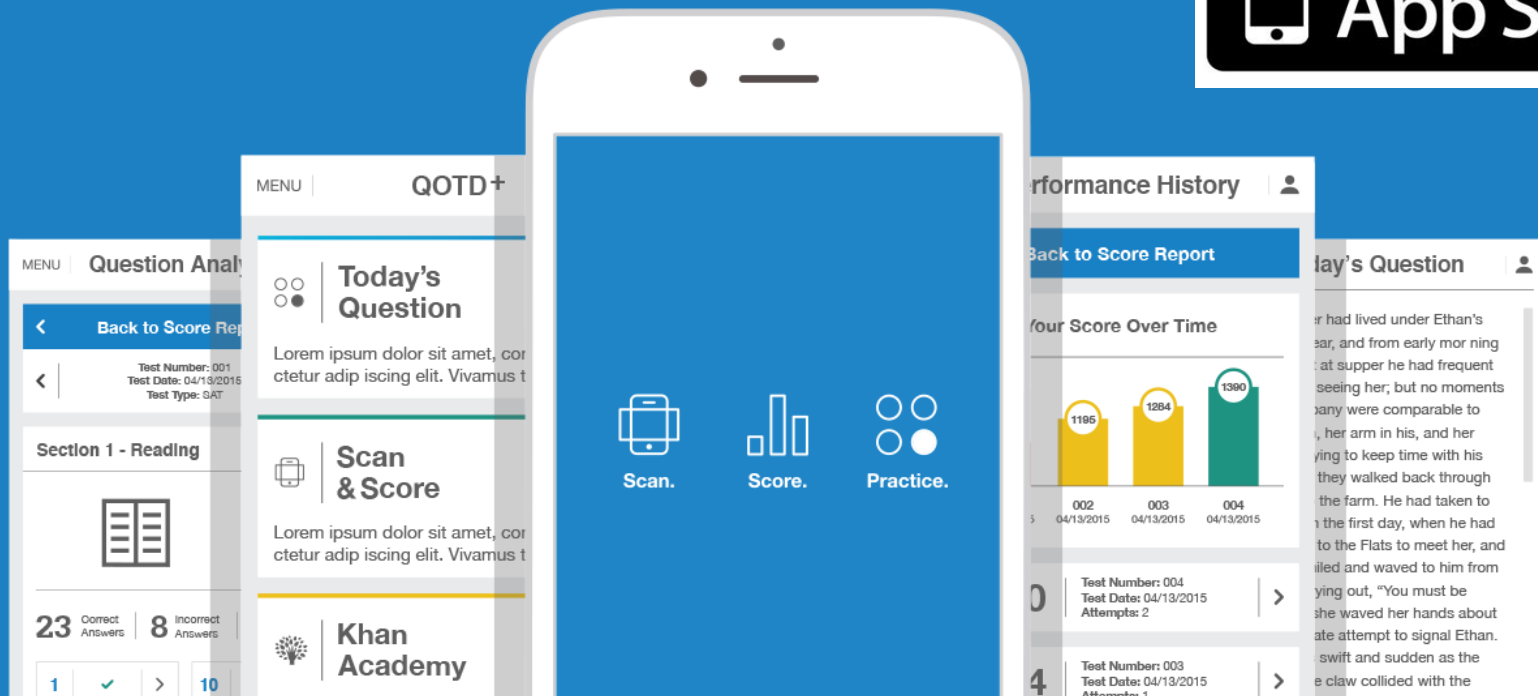 App S
MENU
Question Analy
Back to Score Rep
Test Number: 001
Test Date: 04/13/2015
Test Type: SAT
Section 1 - Reading
23 Correct Answers
8 Incorrect Answers
1
10
MENU
QOTD+
Today's
Question
Lorem ipsum dolor sit amet, con
ctetur adip iscing elit. Vivamus t
Scan
& Score
Lorem ipsum dolor sit amet, con
ctetur adip iscing elit. Vivamus t
Khan
Academy
Scan.
Score.
Practice.
rformance History
Back to Score Report
Your Score Over Time
1195
1284
1390
002
04/13/2015
003
04/13/2015
004
04/13/2015
0
Test Number: 004
Test Date: 04/13/2015
Attempts: 2
4
Test Number: 003
Test Date: 04/13/2015
Attempts: 1
day's Question
er had lived under Ethan's
ear, and from early mor ning
at supper he had frequent
seeing her; but no moments
pany were comparable to
, her arm in his, and her
ying to keep time with his
they walked back through
the farm. He had taken to
the first day, when he had
to the Flats to meet her, and
iled and waved to him from
ying out, "You must be
she waved her hands about
ate attempt to signal Ethan.
swift and sudden as the
e claw collided with the